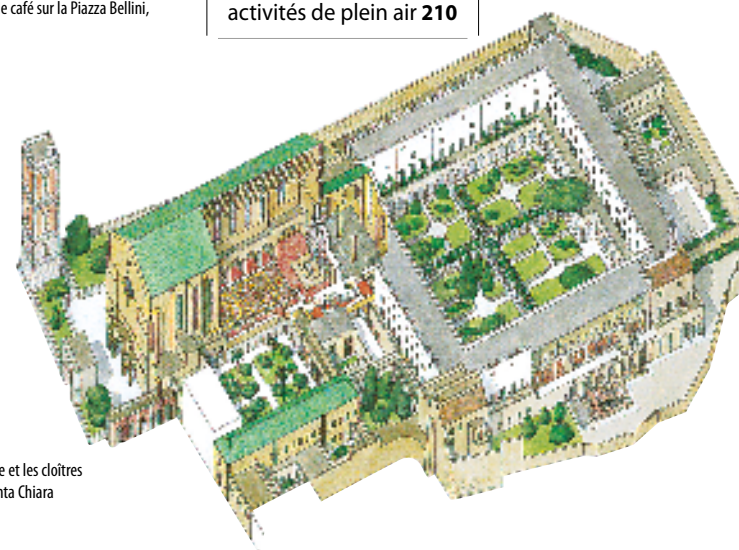 e café sur la Piazza Bellini,
activités de plein air 210
e et les cloîtres
nta Chiara